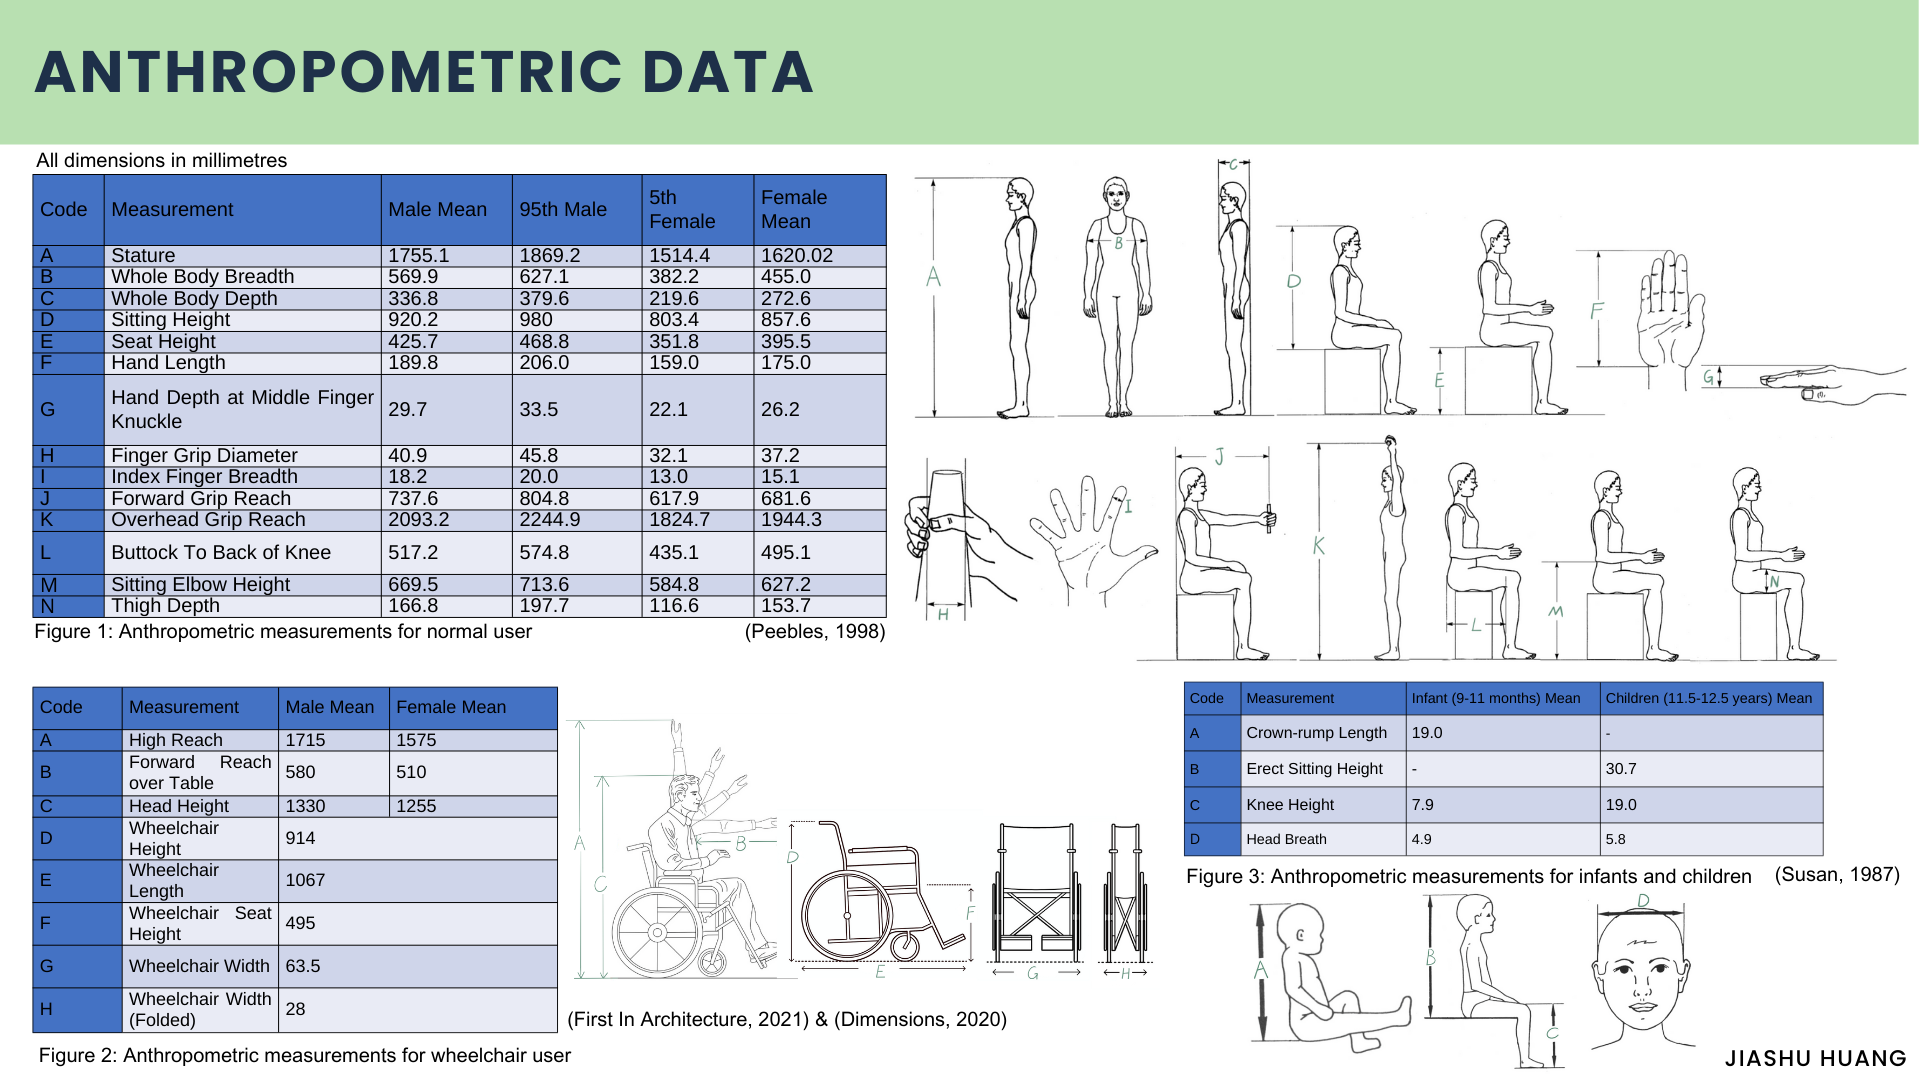 ANTHROPOMETRIC DATA
All dimensions in millimetres
Code Measurement Male Mean 95th Male 5th Female Female Mean
A Stature 1755.1 1869.2 1514.4 1620.02
B Whole Body Breadth 569.9 627.1 382.2 455.0
C Whole Body Depth 336.8 379.6 219.6 272.6
D Sitting Height 920.2 980 803.4 857.6
E Seat Height 425.7 468.8 351.8 395.5
F Hand Length 189.8 206.0 159.0 175.0
G Hand Depth at Middle Finger Knuckle 29.7 33.5 22.1 26.2
H Finger Grip Diameter 40.9 45.8 32.1 37.2
I Index Finger Breadth 18.2 20.0 13.0 15.1
J Forward Grip Reach 737.6 804.8 617.9 681.6
K Overhead Grip Reach 2093.2 2244.9 1824.7 1944.3
L Buttock To Back of Knee 517.2 574.8 435.1 495.1
M Sitting Elbow Height 669.5 713.6 584.8 627.2
N Thigh Depth 166.8 197.7 116.6 153.7
Figure 1: Anthropometric measurements for normal user (Peebles, 1998)
A
B
C
D
E
F
G
H
I
J
K
L
M
N
Code Measurement Male Mean Female Mean
A High Reach 1715 1575
B Forward Reach over Table 580 510
C Head Height 1330 1255
D Wheelchair Height 914
E Wheelchair Length 1067
F Wheelchair Seat Height 495
G Wheelchair Width 63.5
H Wheelchair Width (Folded) 28
Figure 2: Anthropometric measurements for wheelchair user
A
B
C
D
E
F
G
H
(First In Architecture, 2021) & (Dimensions, 2020)
Code Measurement Infant (9-11 months) Mean Children (11.5-12.5 years) Mean
A Crown-rump Length 19.0 -
B Erect Sitting Height - 30.7
C Knee Height 7.9 19.0
D Head Breath 4.9 5.8
Figure 3: Anthropometric measurements for infants and children (Susan, 1987)
A
B
C
D
JIASHU HUANG